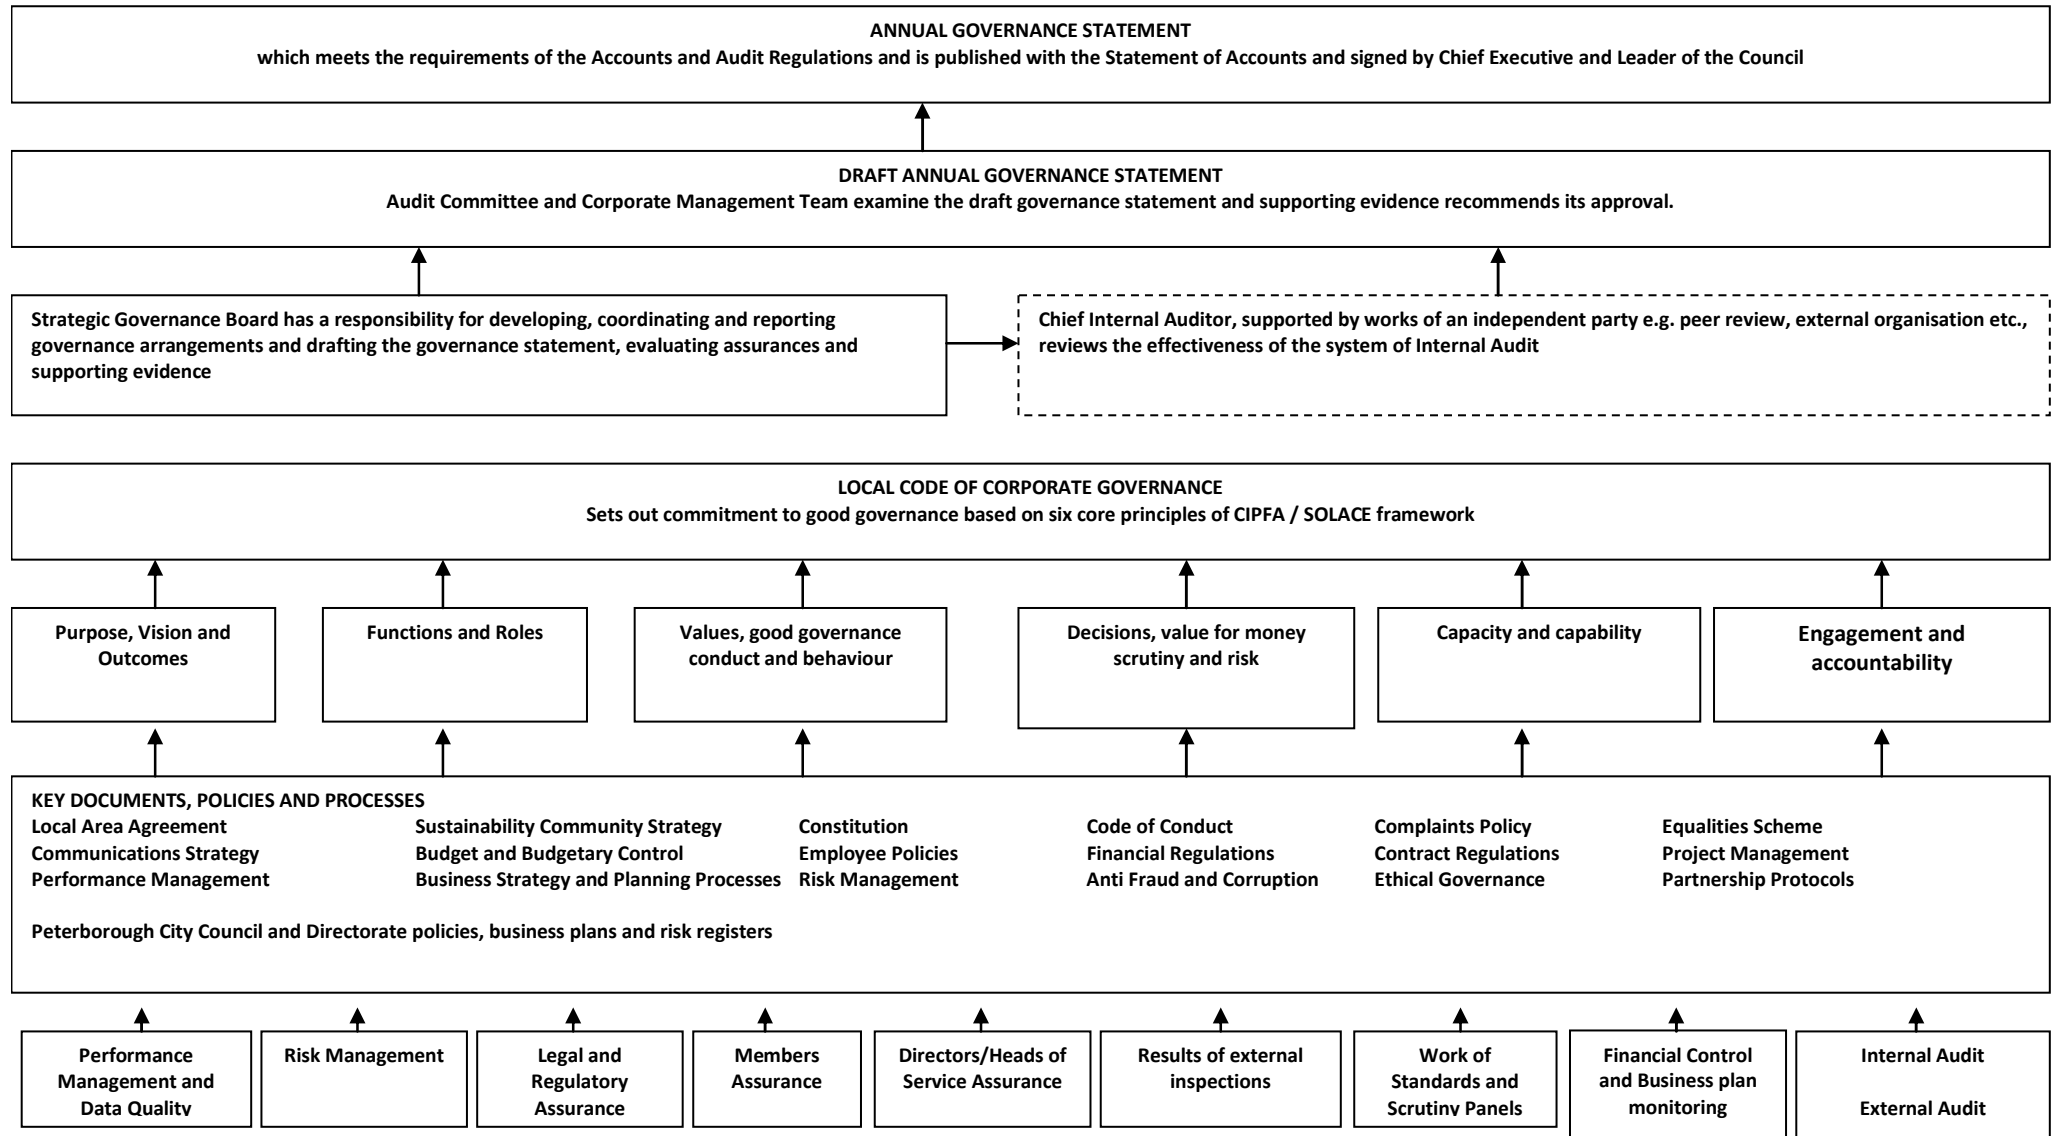 ANNUAL GOVERNANCE STATEMENT
which meets the requirements of the Accounts and Audit Regulations and is published with the Statement of Accounts and signed by Chief Executive and Leader of the Council
DRAFT ANNUAL GOVERNANCE STATEMENT
Audit Committee and Corporate Management Team examine the draft governance statement and supporting evidence recommends its approval.
Strategic Governance Board has a responsibility for developing, coordinating and reporting
governance arrangements and drafting the governance statement, evaluating assurances and
supporting evidence
Chief Internal Auditor, supported by works of an independent party e.g. peer review, external organisation etc.,
reviews the effectiveness of the system of Internal Audit
LOCAL CODE OF CORPORATE GOVERNANCE
Sets out commitment to good governance based on six core principles of CIPFA / SOLACE framework
Purpose, Vision and
Outcomes
Functions and Roles
Values, good governance
conduct and behaviour
Decisions, value for money
scrutiny and risk
Capacity and capability
Engagement and
accountability
KEY DOCUMENTS, POLICIES AND PROCESSES
Local Area Agreement Sustainability Community Strategy Constitution Code of Conduct Complaints Policy Equalities Scheme
Communications Strategy Budget and Budgetary Control Employee Policies Financial Regulations Contract Regulations Project Management
Performance Management Business Strategy and Planning Processes Risk Management Anti Fraud and Corruption Ethical Governance Partnership Protocols
Peterborough City Council and Directorate policies, business plans and risk registers
Performance
Management and
Data Quality
Risk Management
Legal and
Regulatory
Assurance
Members
Assurance
Directors/Heads of
Service Assurance
Results of external
inspections
Work of
Standards and
Scrutiny Panels
Financial Control
and Business plan
monitoring
Internal Audit
External Audit